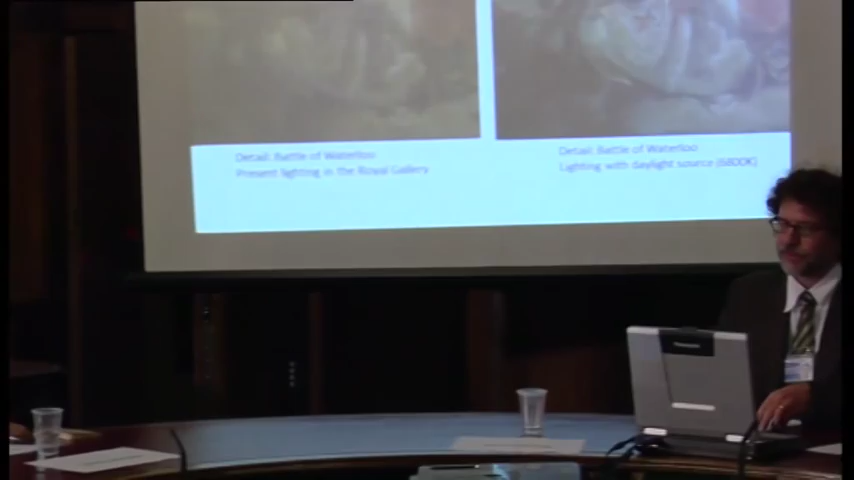 Detail: Battle of Waterloo
Present lighting in the Royal Gallery
Detail: Battle of Waterloo
Lighting with daylight source (6800K)
Panasonic